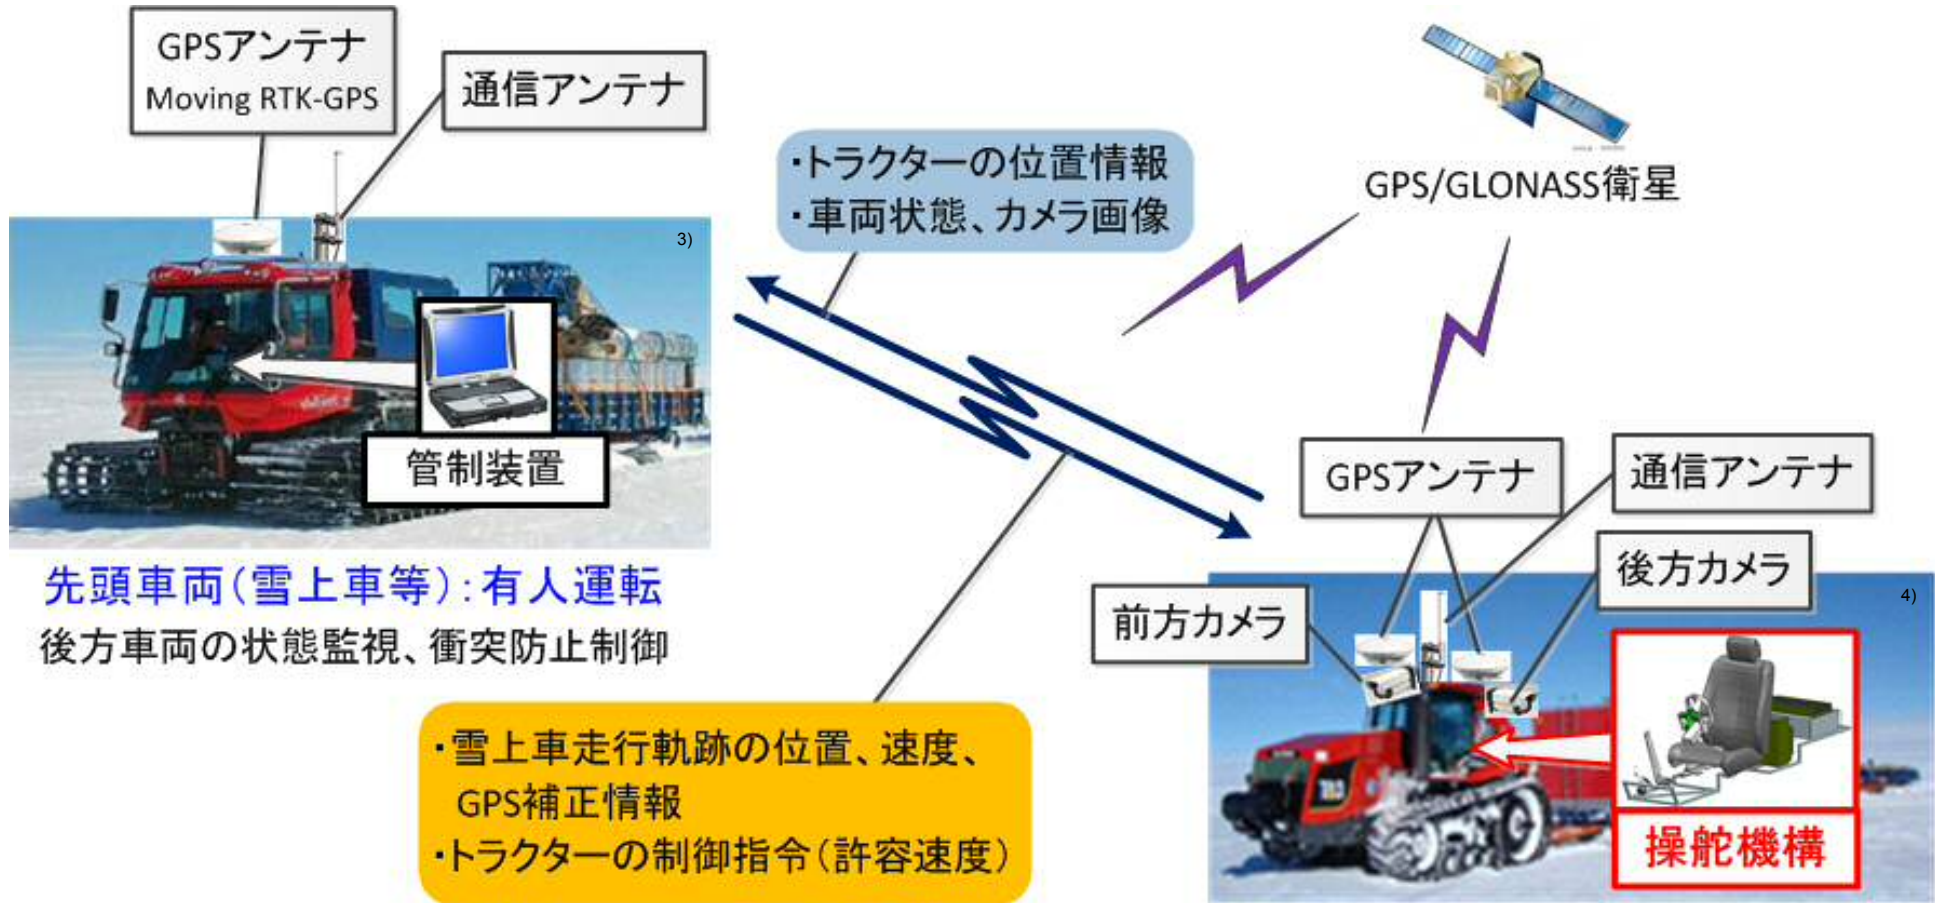 GPSアンテナ
Moving RTK-GPS
通信アンテナ
・トラクターの位置情報
・車両状態、カメラ画像
GPS/GLONASS衛星
3)
管制装置
先頭車両(雪上車等):有人運転
後方車両の状態監視、衝突防止制御
GPSアンテナ
通信アンテナ
後方カメラ
前方カメラ
4)
操舵機構
・雪上車走行軌跡の位置、速度、
GPS補正情報
・トラクターの制御指令(許容速度)